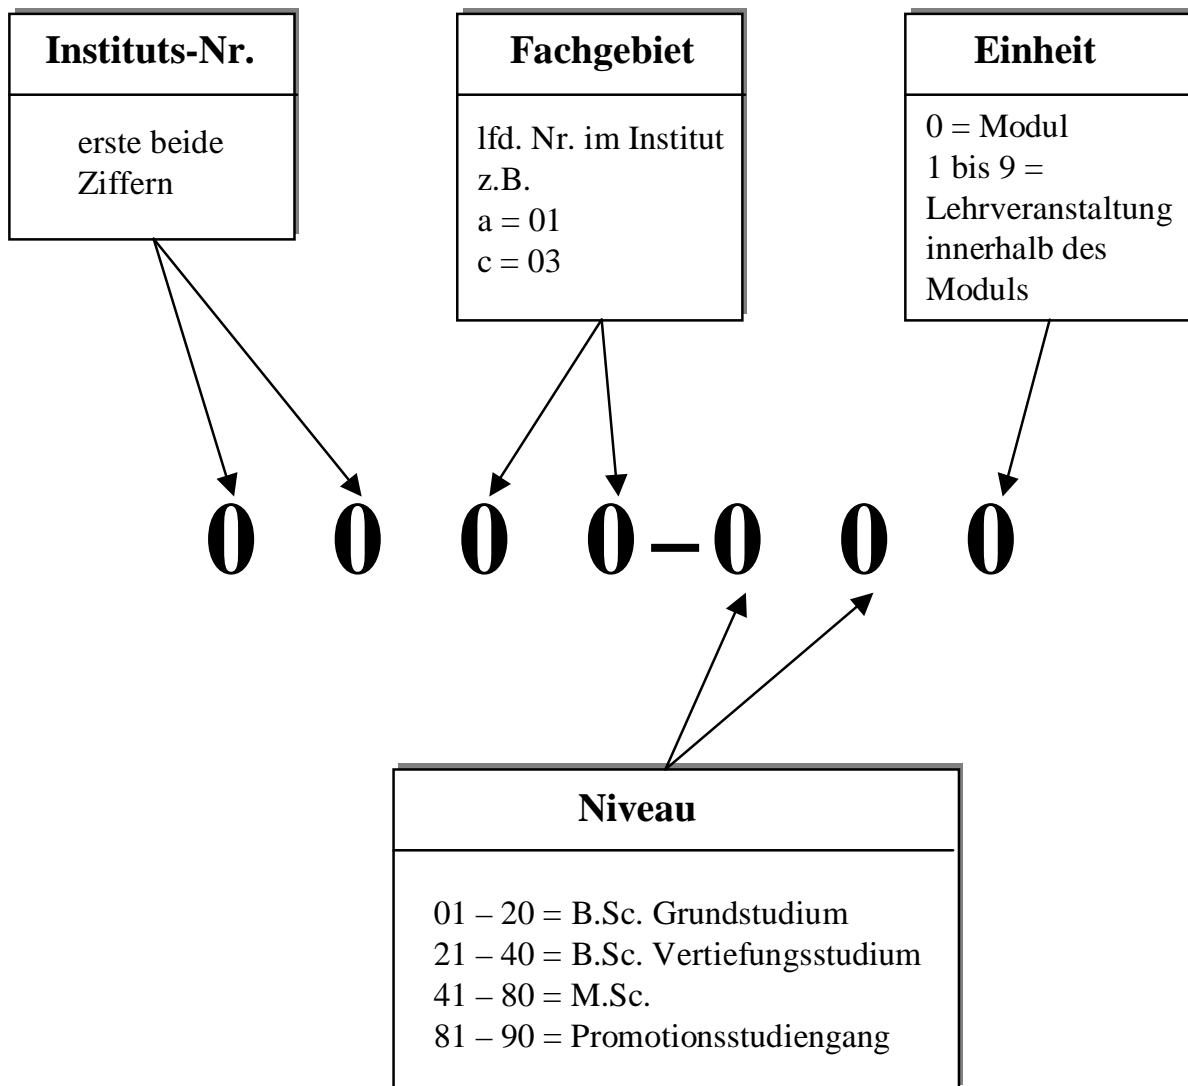 Instituts-Nr.
erste beide
Ziffern
Fachgebiet
lfd. Nr. im Institut
z.B.
a = 01
c = 03
Einheit
0 = Modul
1 bis 9 =
Lehrveranstaltung
innerhalb des
Moduls
0 0 0 0 – 0 0 0
Niveau
01 – 20 = B.Sc. Grundstudium
21 – 40 = B.Sc. Vertiefungsstudium
41 – 80 = M.Sc.
81 – 90 = Promotionsstudiengang